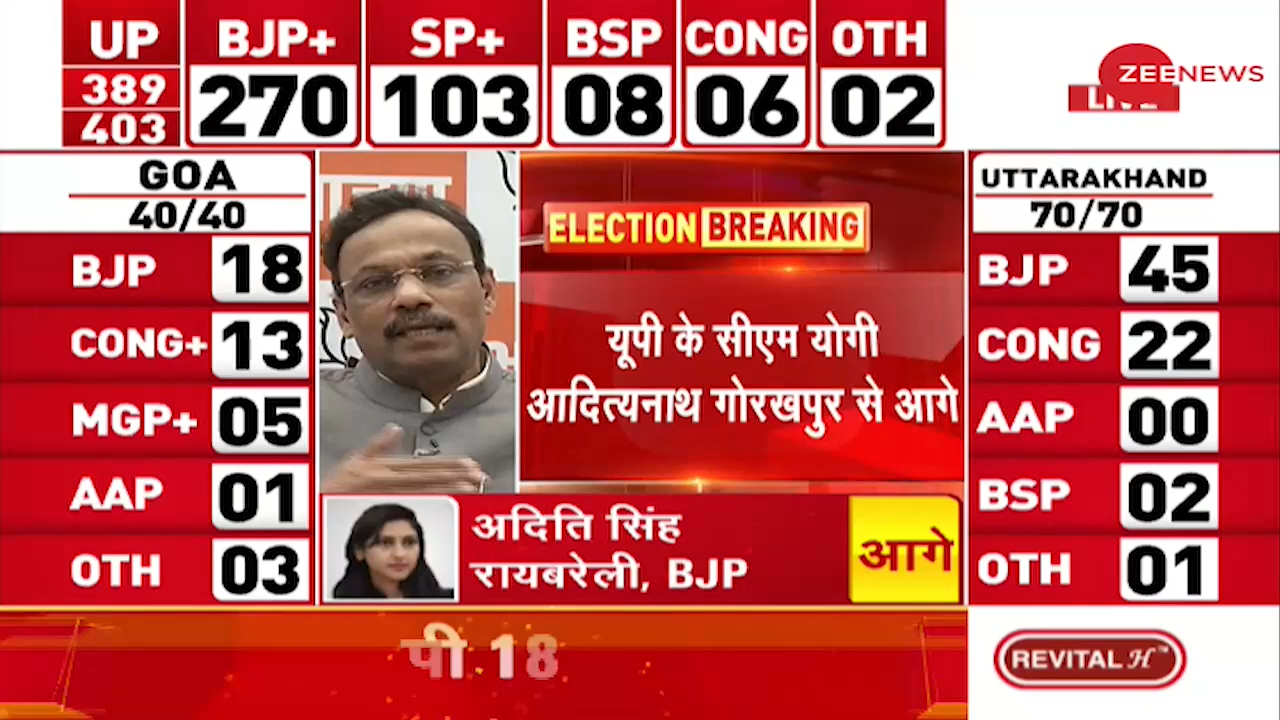 UP
389
403
BJP+
270
SP+
103
BSP
08
CONG
06
OTH
02
ZEENEWS
LIVE
GOA
40/40
BJP 18
CONG+ 13
MGP+ 05
AAP 01
OTH 03
ELECTION BREAKING
यूपी के सीएम योगी
आदित्यनाथ गोरखपुर से आगे
अदिति सिंह
रायबरेली, BJP
आगे
UTTARAKHAND
70/70
BJP 45
CONG 22
AAP 00
BSP 02
OTH 01
पी 18
REVITAL H™